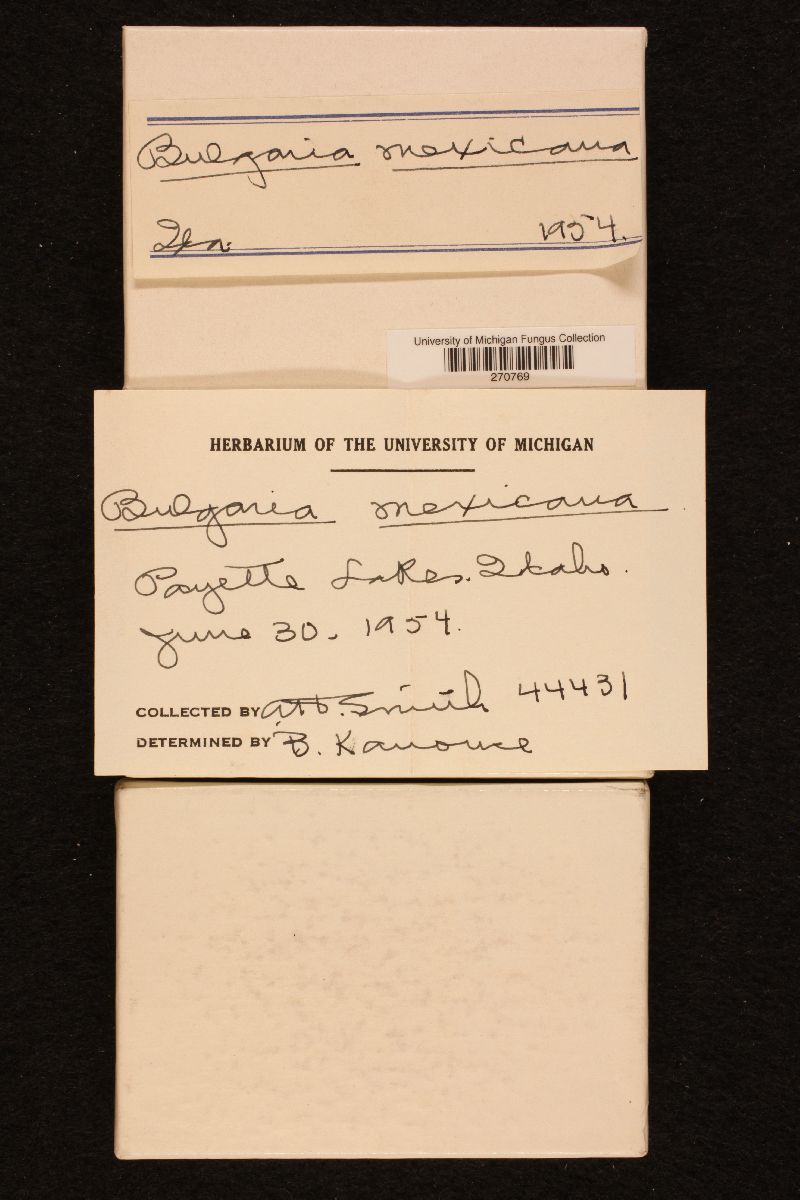 Bulgaria mexicana
Ida. 1954.
University of Michigan Fungus Collection
270769
HERBARIUM OF THE UNIVERSITY OF MICHIGAN
Bulgaria mexicana
Payette Lakes. Idaho.
June 30. 1954.
COLLECTED BY A.H. Smith 44431
DETERMINED BY B. Kanouse